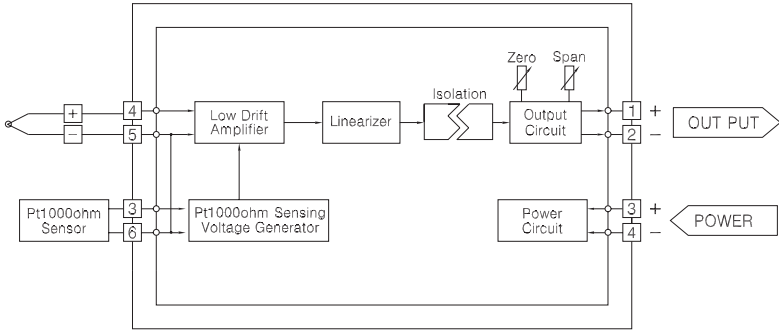 Zero Span
Isolation
+ 4
Low Drift
Amplifier
Linearizer
Output
Circuit
1 +
OUT PUT
− 5
2 −
Pt1000ohm
Sensor
3
6
Pt1000ohm Sensing
Voltage Generator
Power
Circuit
3 +
4 −
POWER